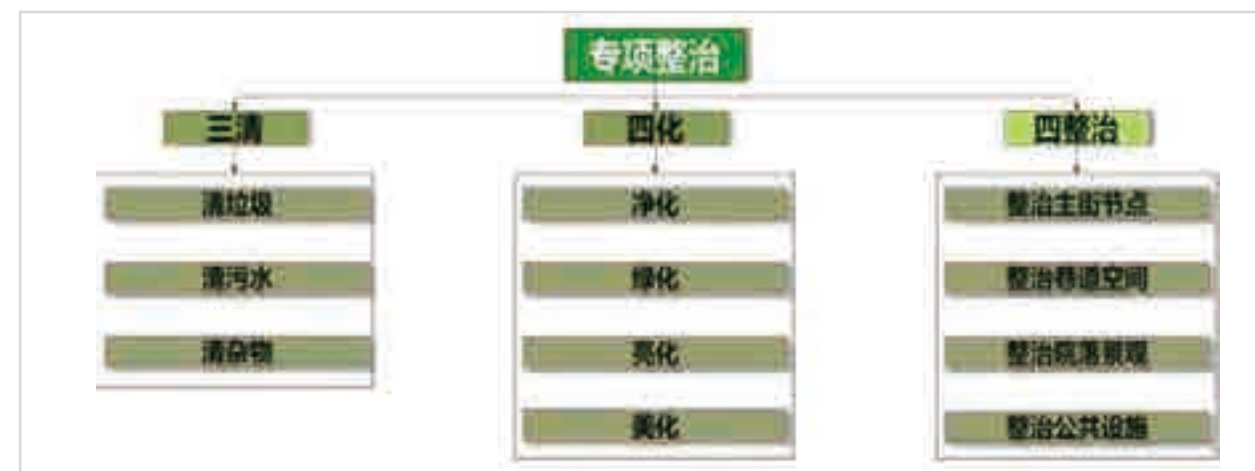 专项整治
三清
四化
四整治
清垃圾
净化
整治主街节点
清污水
绿化
整治巷道空间
清杂物
亮化
整治院落景观
美化
整治公共设施